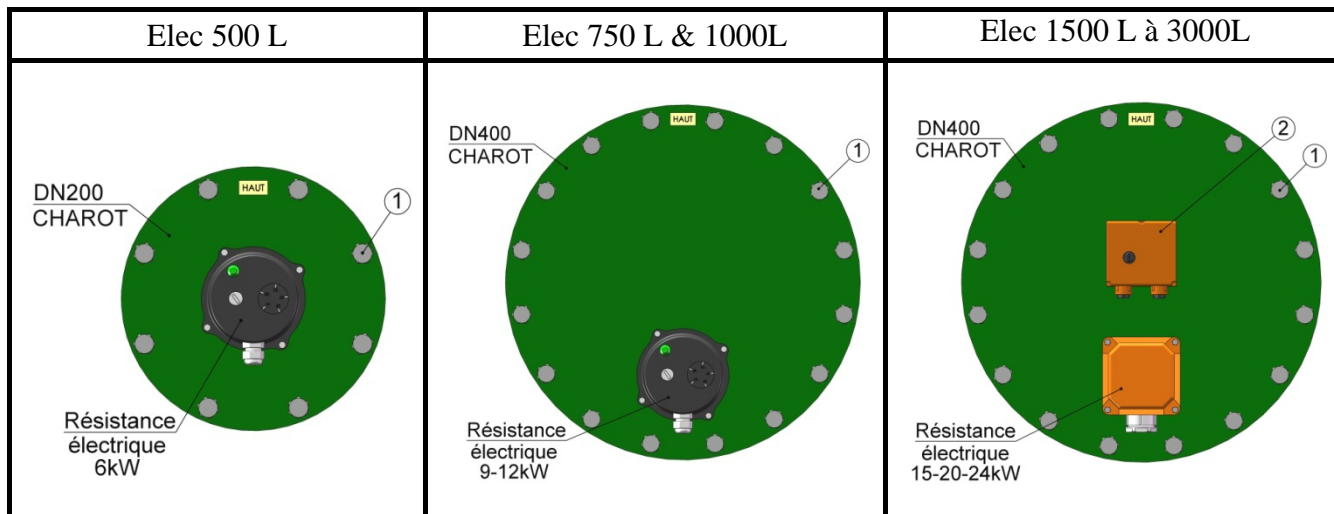 Elec 500 L
Elec 750 L & 1000L
Elec 1500 L à 3000L
HAUT
DN200
CHAROT
1
Résistance
électrique
6kW
HAUT
DN400
CHAROT
1
Résistance
électrique
9-12kW
HAUT
DN400
CHAROT
2
1
Résistance
électrique
15-20-24kW